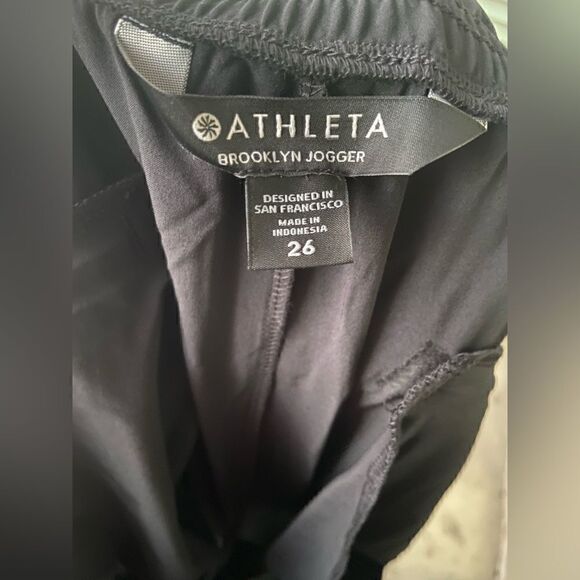 ATHLETA
BROOKLYN JOGGER
DESIGNED IN
SAN FRANCISCO
MADE IN
INDONESIA
26